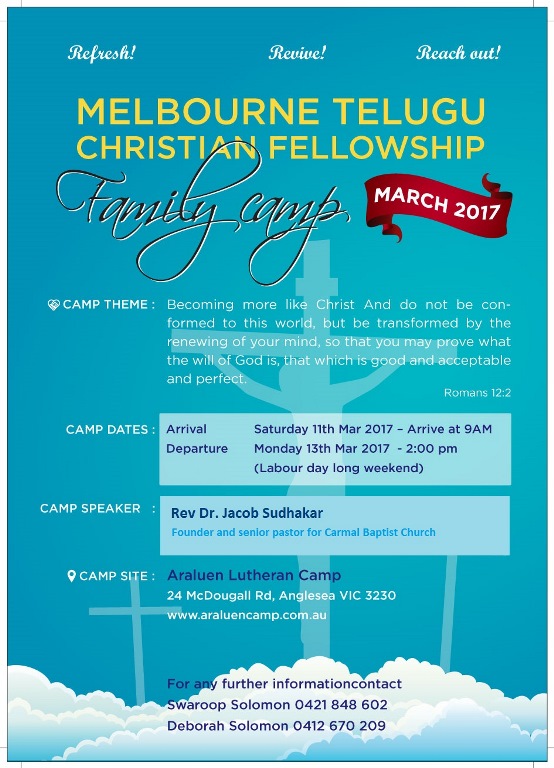 Refresh! Revive! Reach out!
MELBOURNE TELUGU
CHRISTIAN FELLOWSHIP
Family camp
MARCH 2017
CAMP THEME : Becoming more like Christ And do not be con-
formed to this world, but be transformed by the
renewing of your mind, so that you may prove what
the will of God is, that which is good and acceptable
and perfect.
Romans 12:2
CAMP DATES : Arrival Saturday 11th Mar 2017 – Arrive at 9AM
Departure Monday 13th Mar 2017 - 2:00 pm
(Labour day long weekend)
CAMP SPEAKER : Rev Dr. Jacob Sudhakar
Founder and senior pastor for Carmal Baptist Church
CAMP SITE : Araluen Lutheran Camp
24 McDougall Rd, Anglesea VIC 3230
www.araluencamp.com.au
For any further informationcontact
Swaroop Solomon 0421 848 602
Deborah Solomon 0412 670 209